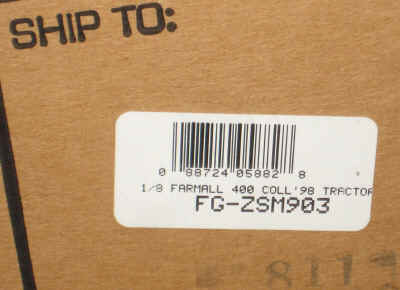 SHIP TO:
0 88724 05882 8
1/8 FARMALL 400 COLL'98 TRACTOR
FG-ZSM903